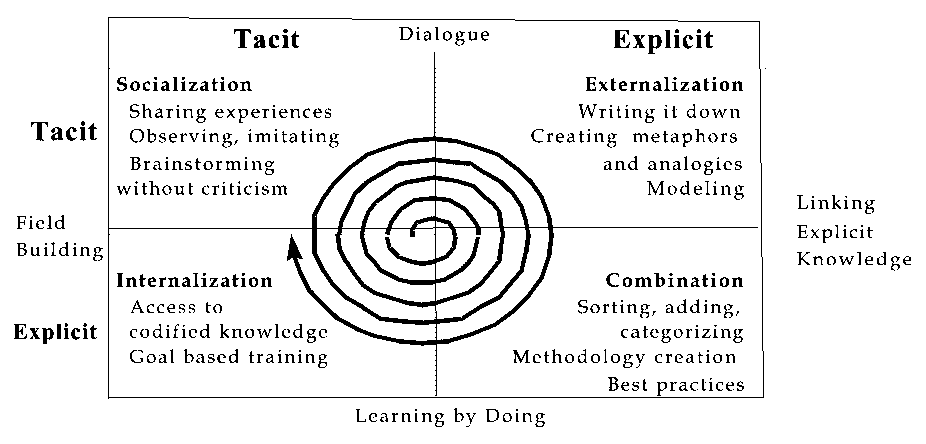 Tacit
Dialogue
Explicit
Tacit
Socialization
Sharing experiences
Observing, imitating
Brainstorming
without criticism
Externalization
Writing it down
Creating metaphors
and analogies
Modeling
Field
Building
Linking
Explicit
Knowledge
Explicit
Internalization
Access to
codified knowledge
Goal based training
Combination
Sorting, adding,
categorizing
Methodology creation
Best practices
Learning by Doing